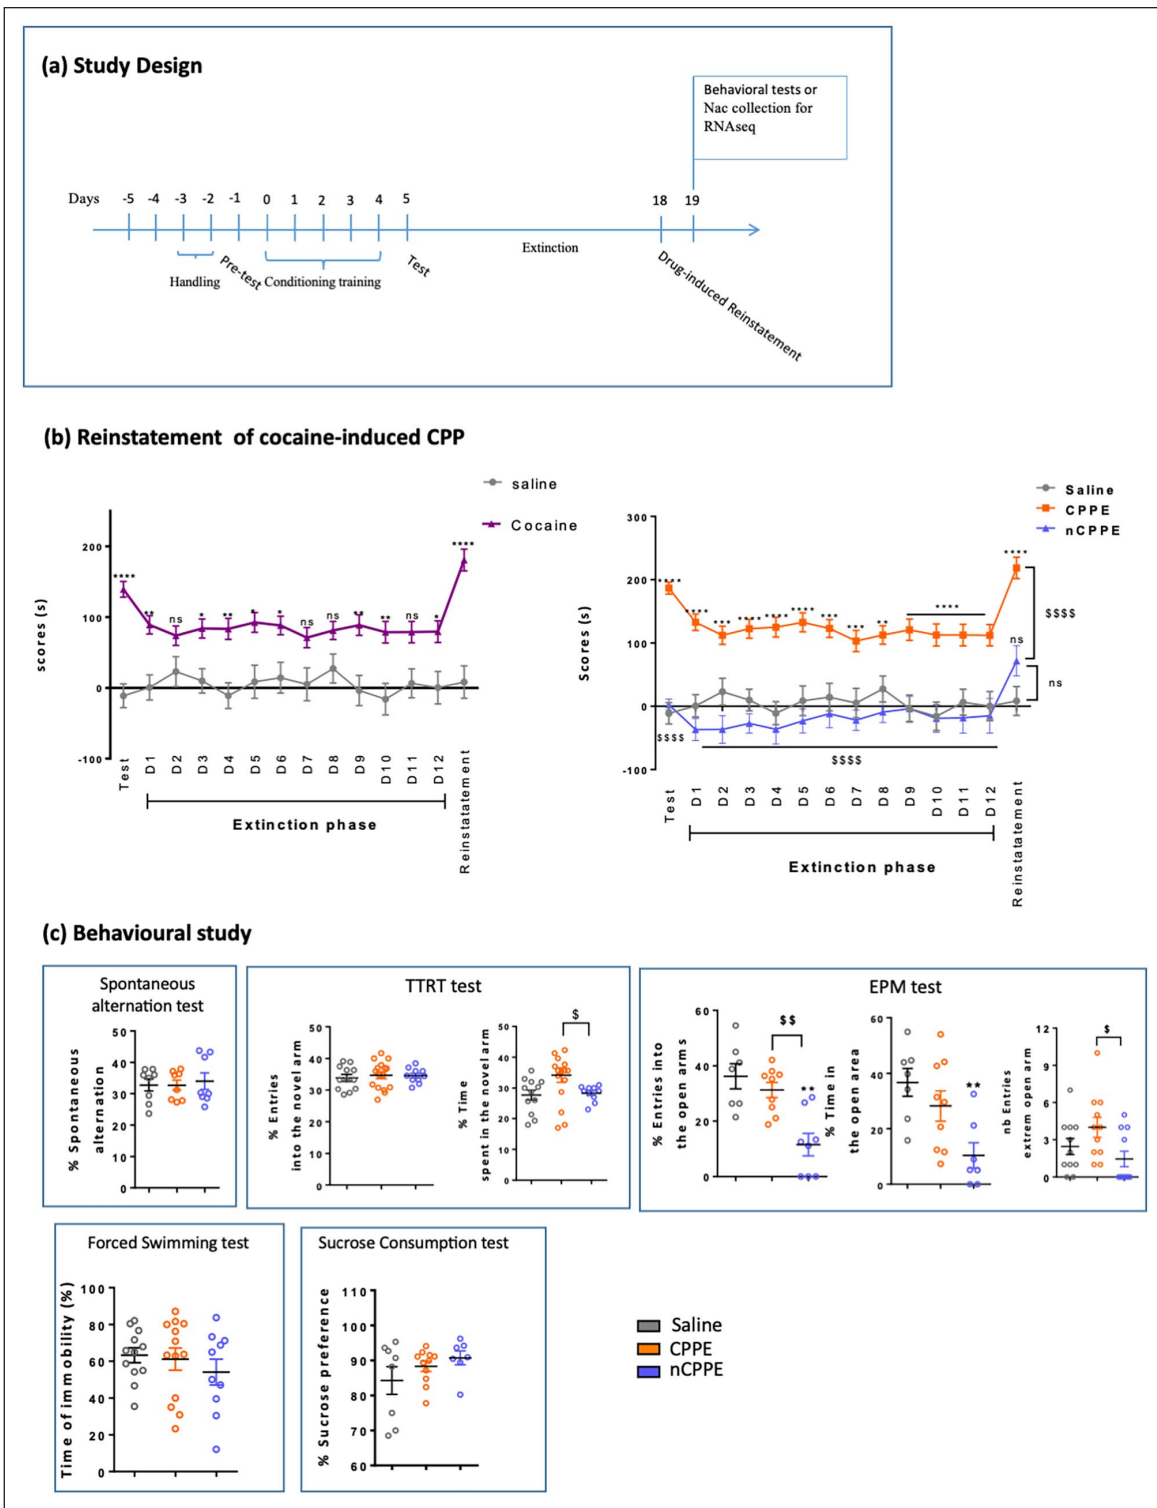 (a) Study Design
Behavioral tests or
Nac collection for
RNAseq
Days -5 -4 -3 -2 -1 0 1 2 3 4 5 18 19
Extinction
Handling
Pre-test
Conditioning training
Test
Drug-induced Reinstatement
(b) Reinstatement of cocaine-induced CPP
saline
Cocaine
scores (s)
200
100
0
-100
****
**
ns
*
**
*
*
ns
ns
**
**
ns
*
****
Test
D1
D2
D3
D4
D5
D6
D7
D8
D9
D10
D11
D12
Reinstatatement
Extinction phase
Saline
CPPE
nCPPE
Scores (s)
300
200
100
0
-100
****
****
***
****
****
****
***
***
**
****
****
$$$$
ns
ns
$$$$
$$$$
Test
D1
D2
D3
D4
D5
D6
D7
D8
D9
D10
D11
D12
Reinstatatement
Extinction phase
(c) Behavioural study
Spontaneous
alternation test
% Spontaneous
alternation
50
40
30
20
10
0
TTRT test
% Entries
into the novel arm
50
40
30
20
10
0
% Time
spent in the novel arm
50
40
30
20
10
0
$
EPM test
% Entries into
the open arms
60
40
20
0
$$
**
% Time in
the open area
60
40
20
0
**
nb Entries
extrem open arm
12
9
6
3
0
$
Forced Swimming test
Time of immobility (%)
100
80
60
40
20
0
Sucrose Consumption test
% Sucrose preference
110
100
90
80
70
60
Saline
CPPE
nCPPE